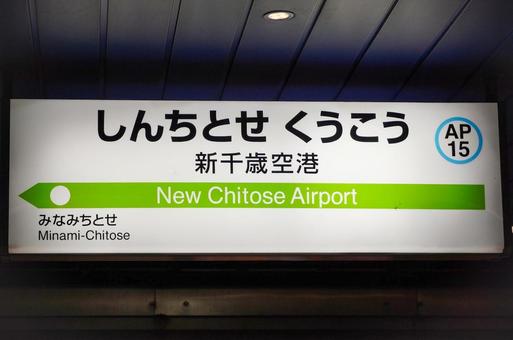 しんちとせ くうこう
AP
15
新千歳空港
New Chitose Airport
みなみちとせ
Minami-Chitose